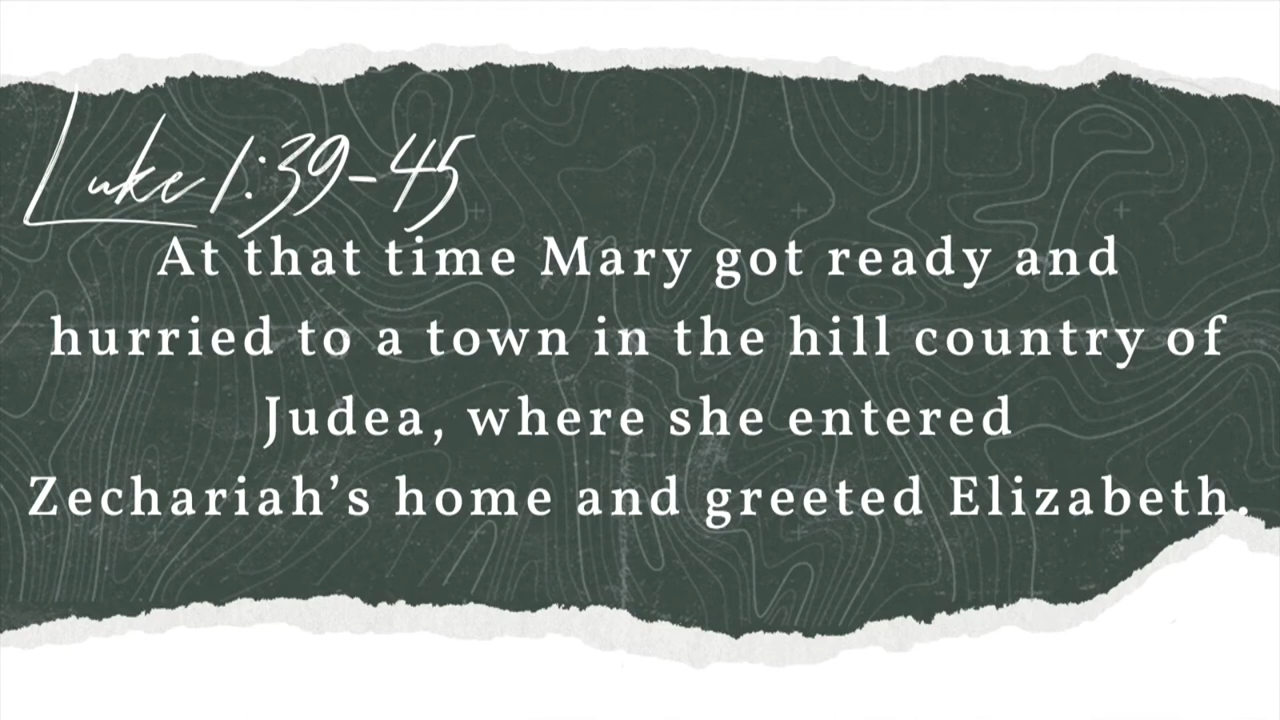 Luke 1:39-45
At that time Mary got ready and
hurried to a town in the hill country of
Judea, where she entered
Zechariah’s home and greeted Elizabeth.